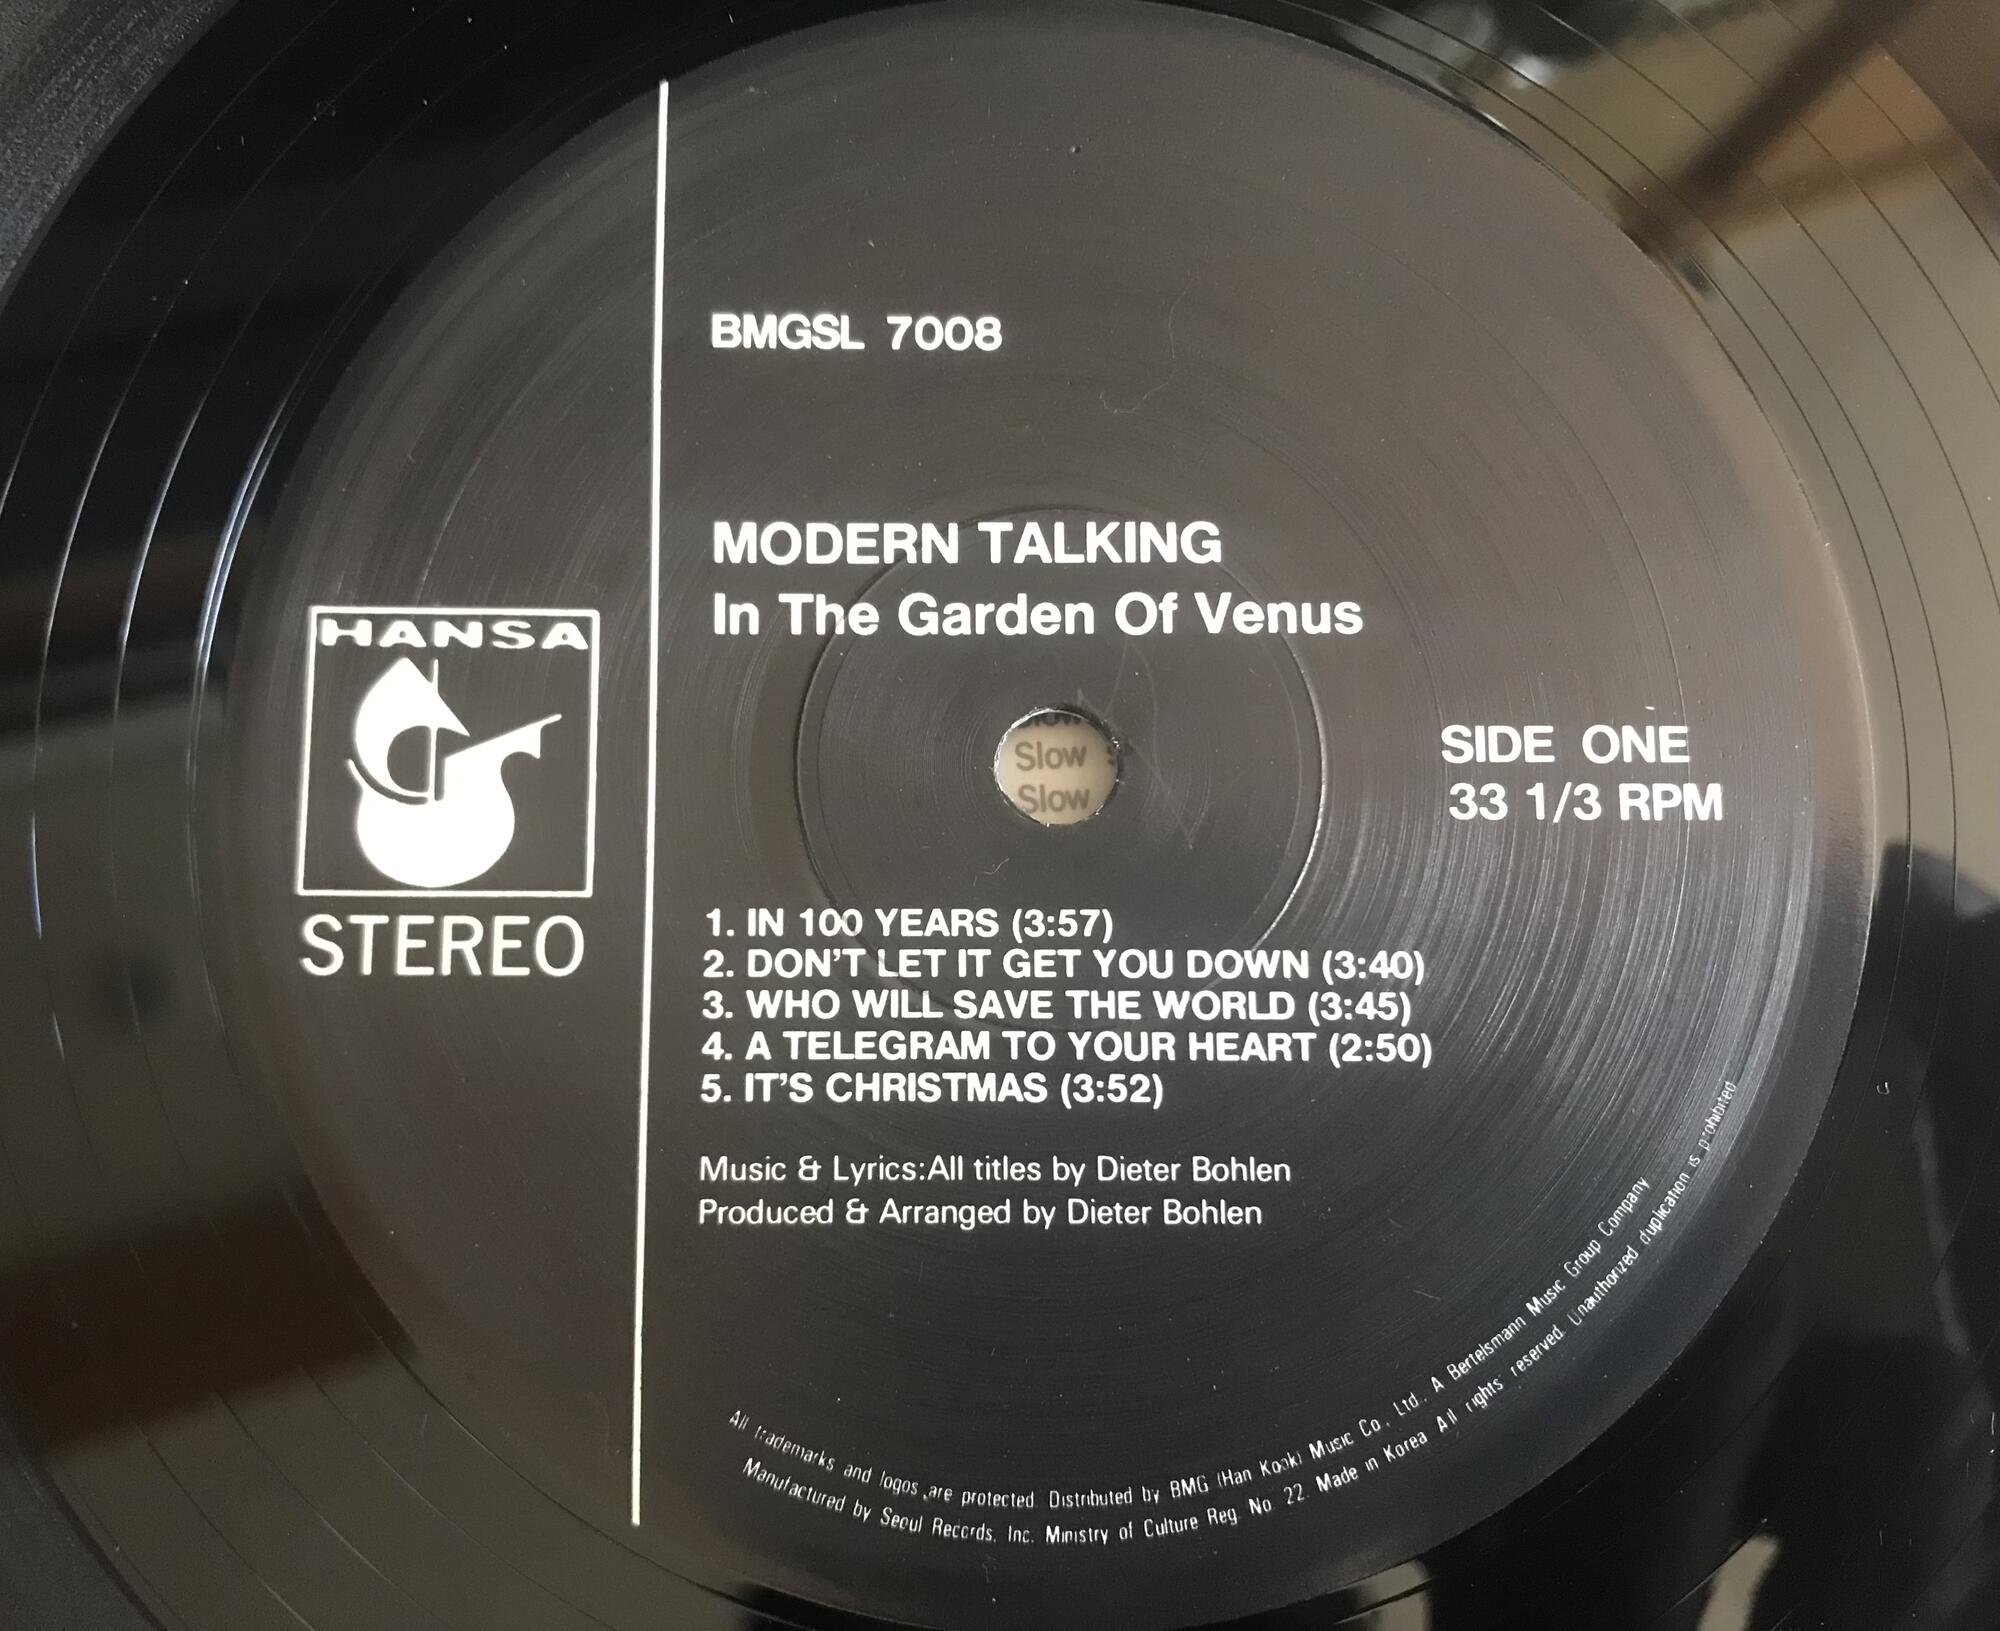 BMGSL 7008
MODERN TALKING
In The Garden Of Venus
HANSA
STEREO
Slow
Slow
Slow
SIDE ONE
33 1/3 RPM
1. IN 100 YEARS (3:57)
2. DON'T LET IT GET YOU DOWN (3:40)
3. WHO WILL SAVE THE WORLD (3:45)
4. A TELEGRAM TO YOUR HEART (2:50)
5. IT'S CHRISTMAS (3:52)
Music & Lyrics:All titles by Dieter Bohlen
Produced & Arranged by Dieter Bohlen
All trademarks and logos are protected. Distributed by BMG (Han Kook) Music Co., Ltd., A Bertelsmann Music Group Company
Manufactured by Seoul Records, Inc. Ministry of Culture Reg. No. 22. Made in Korea All rights reserved. Unauthorized duplication is prohibited